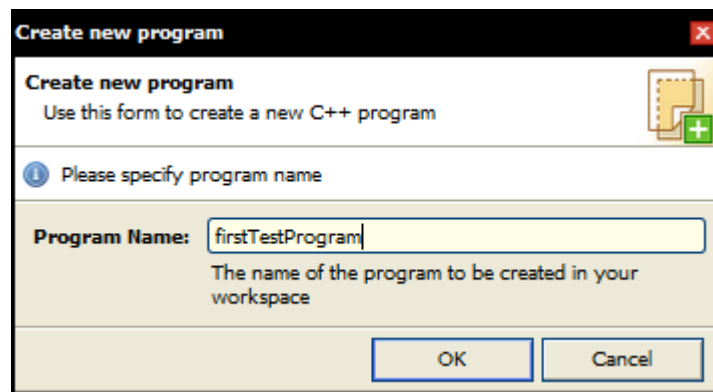 Create new program
Create new program
Use this form to create a new C++ program
Please specify program name
Program Name: firstTestProgram
The name of the program to be created in your
workspace
OK Cancel